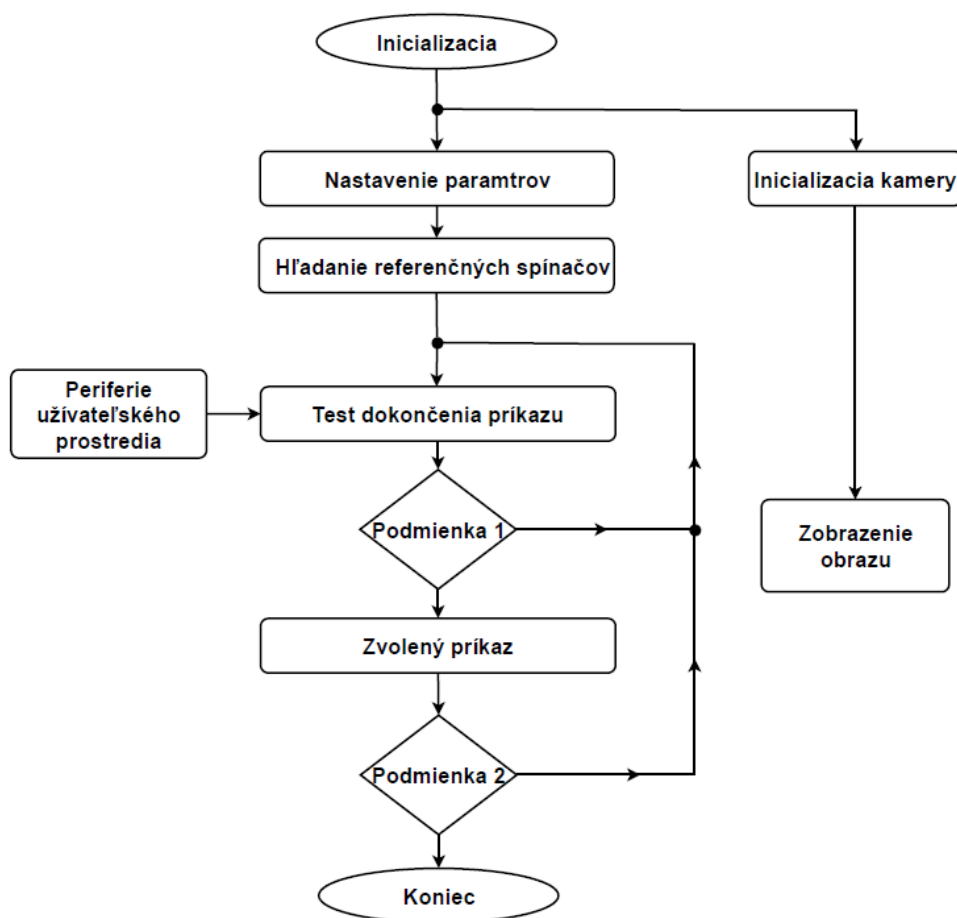 Inicializacia
Nastavenie paramtrov
Inicializacia kamery
Hľadanie referenčných spínačov
Periferie
užívateľského
prostredia
Test dokončenia príkazu
Podmienka 1
Zobrazenie
obrazu
Zvolený príkaz
Podmienka 2
Koniec